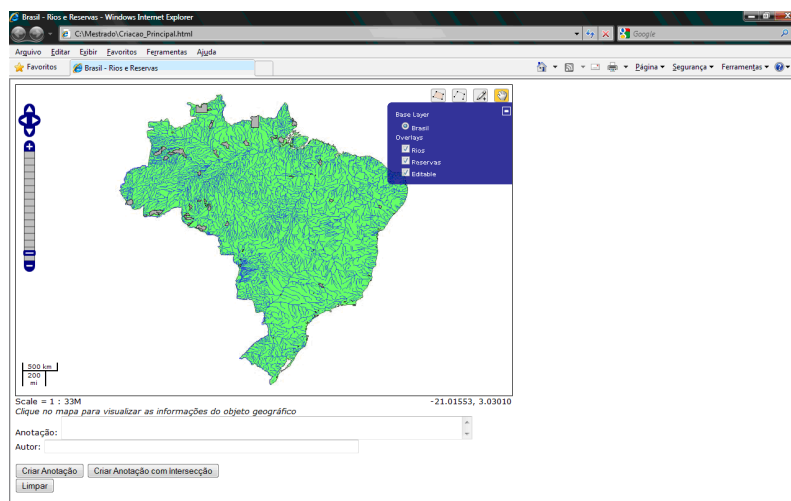 Brasil - Rios e Reservas - Windows Internet Explorer
C:\Mestrado\Criacao_Principal.html
Google
Arquivo Editar Exibir Favoritos Ferramentas Ajuda
Favoritos Brasil - Rios e Reservas Página Segurança Ferramentas
Base Layer
Brasil
Overlays
Rios
Reservas
Editable
500 km
200
mi
Scale = 1 : 33M -21.01553, 3.03010
Clique no mapa para visualizar as informações do objeto geográfico
Anotação:
Autor:
Criar Anotação Criar Anotação com Intersecção
Limpar